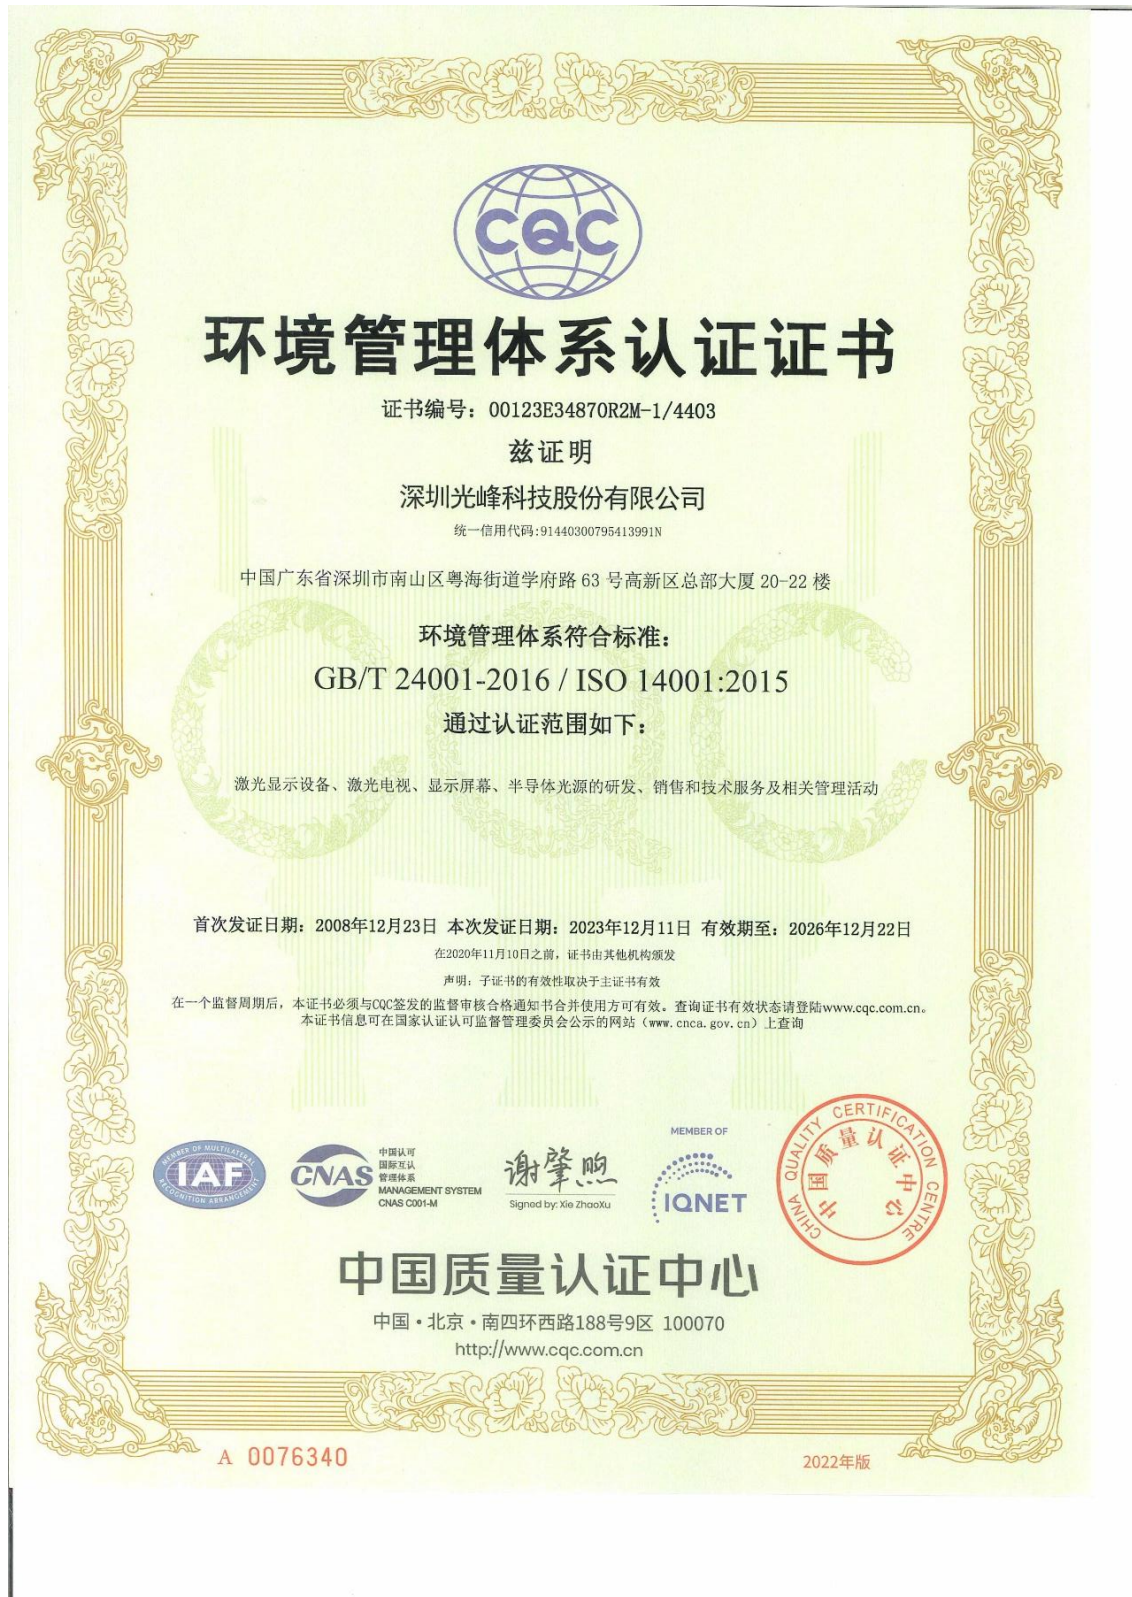 CQC
环境管理体系认证证书
证书编号：00123E34870R2M-1/4403
兹证明
深圳光峰科技股份有限公司
统一信用代码:91440300795413991N
中国广东省深圳市南山区粤海街道学府路 63 号高新区总部大厦 20-22 楼
环境管理体系符合标准：
GB/T 24001-2016 / ISO 14001:2015
通过认证范围如下：
激光显示设备、激光电视、显示屏幕、半导体光源的研发、销售和技术服务及相关管理活动
首次发证日期：2008年12月23日 本次发证日期：2023年12月11日 有效期至：2026年12月22日
在2020年11月10日之前，证书由其他机构颁发
声明：子证书的有效性取决于主证书有效
在一个监督周期后，本证书必须与CQC签发的监督审核合格通知书合并使用方可有效。查询证书有效状态请登陆www.cqc.com.cn。
本证书信息可在国家认证认可监督管理委员会公示的网站（www.cnca.gov.cn）上查询
MEMBER OF MULTILATERAL
IAF
RECOGNITION ARRANGEMENT
CNAS
中国认可
国际互认
管理体系
MANAGEMENT SYSTEM
CNAS C001-M
谢肇煦
Signed by: Xie ZhaoXu
MEMBER OF
IQNET
CHINA QUALITY CERTIFICATION CENTRE
中国质量认证中心
中国质量认证中心
中国·北京·南四环西路188号9区 100070
http://www.cqc.com.cn
A 0076340
2022年版